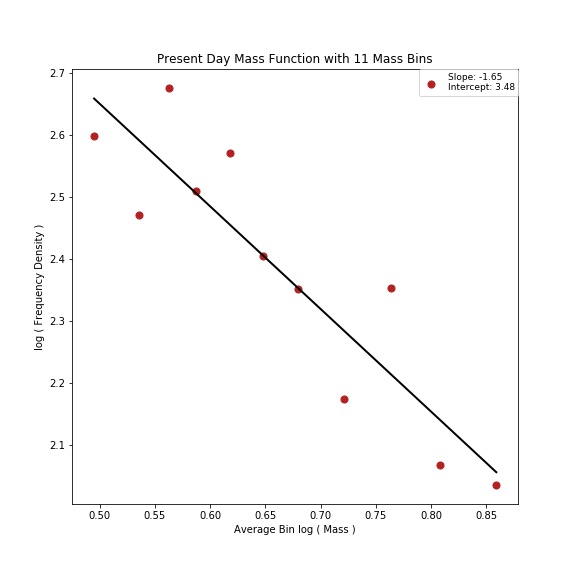 Present Day Mass Function with 11 Mass Bins
Slope: -1.65
Intercept: 3.48
2.7
2.6
2.5
2.4
2.3
2.2
2.1
log ( Frequency Density )
0.50 0.55 0.60 0.65 0.70 0.75 0.80 0.85
Average Bin log ( Mass )